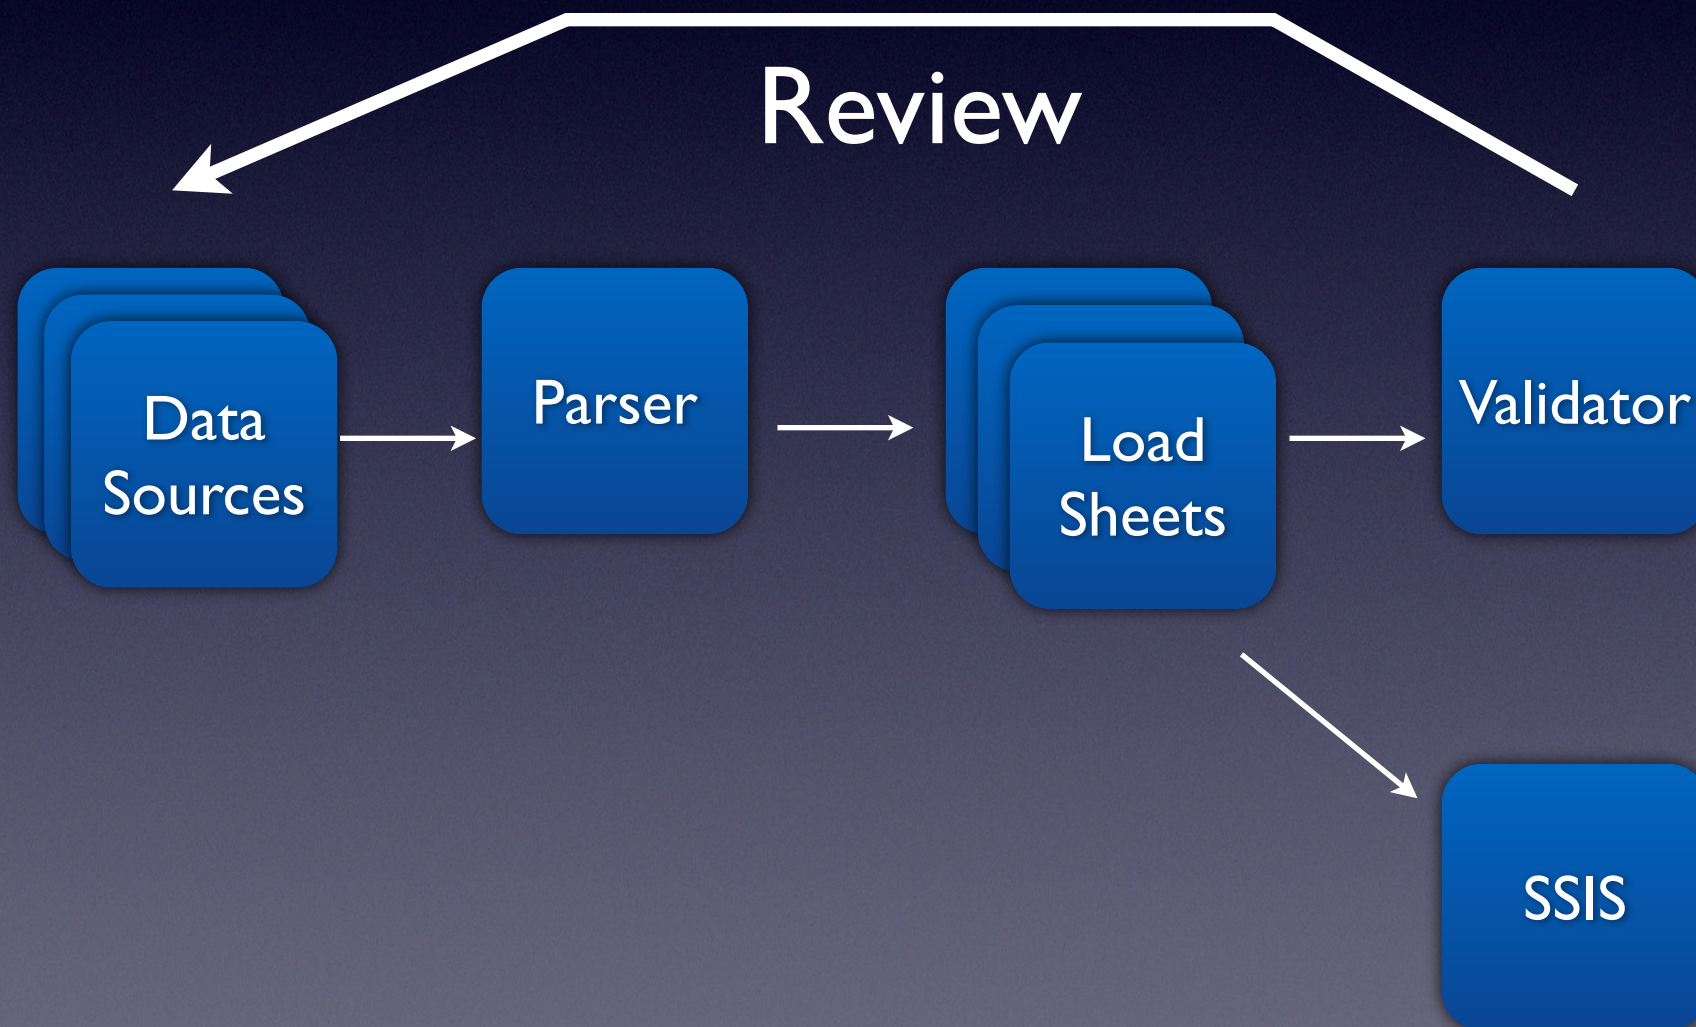 Review
Data
Sources
Parser
Load
Sheets
Validator
SSIS